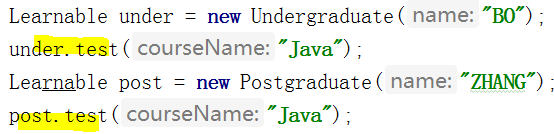 Learnable under = new Undergraduate( name: "BO");
under.test( courseName: "Java");
Learnable post = new Postgraduate( name: "ZHANG");
post.test( courseName: "Java");